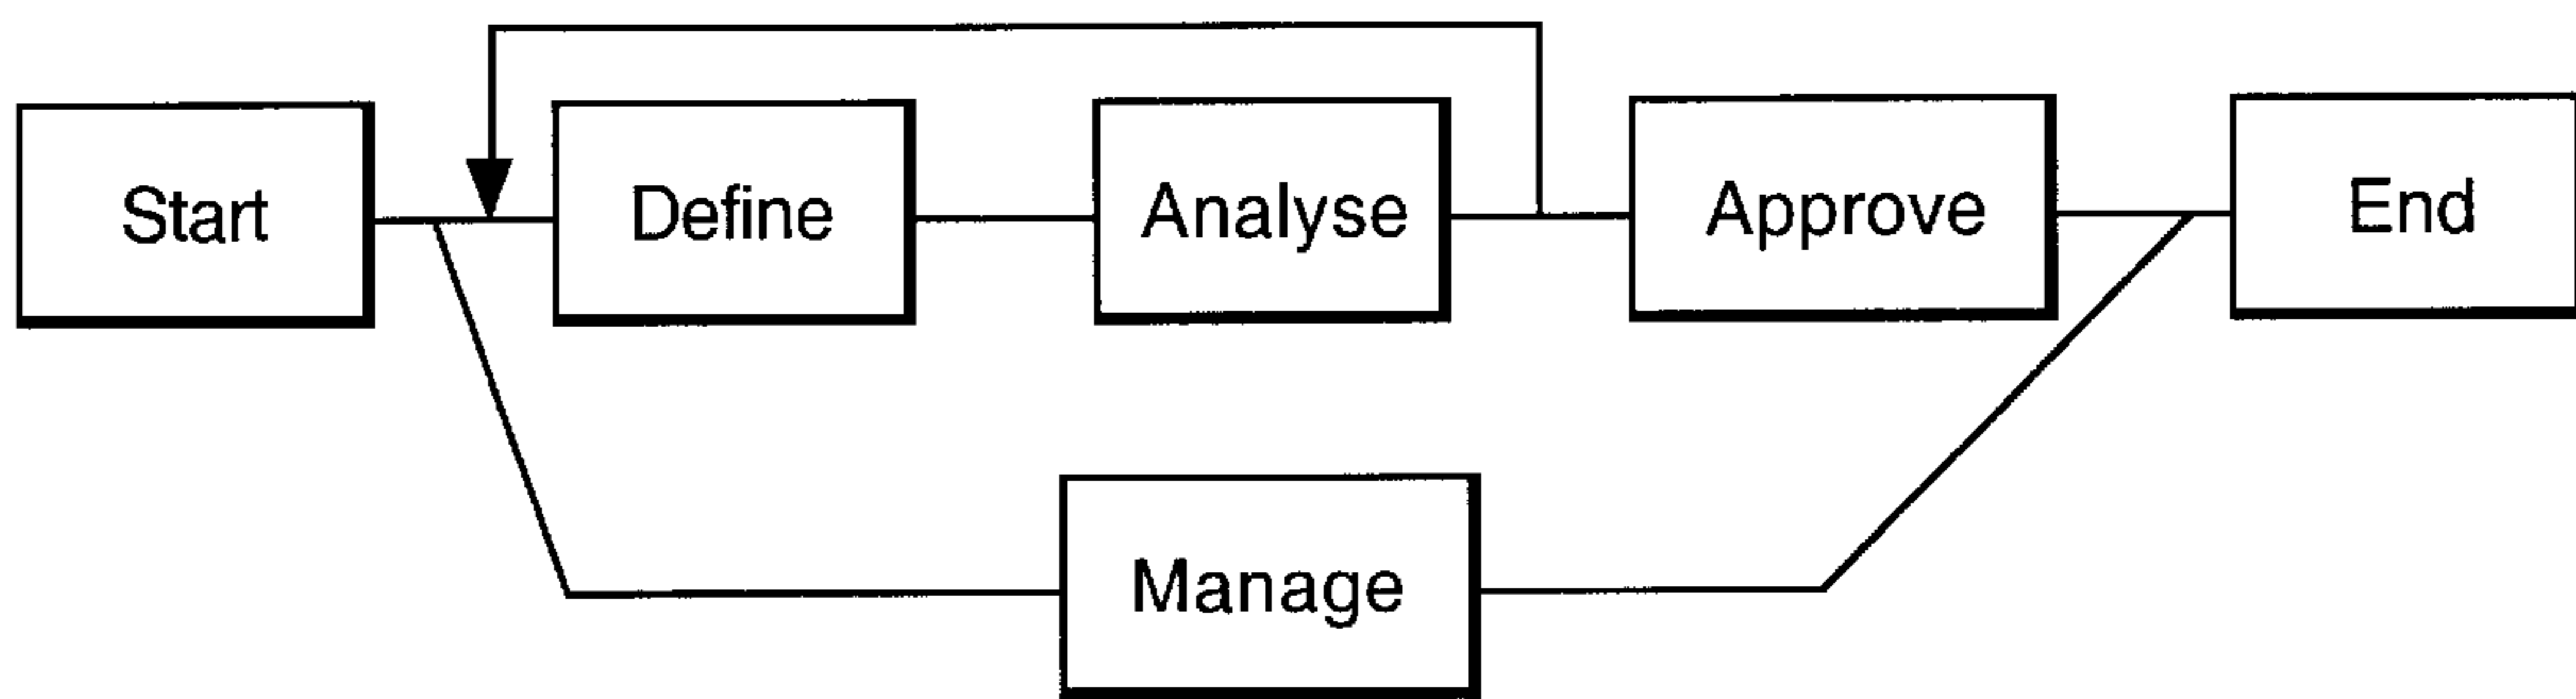 Start
Define
Analyse
Approve
End
Manage